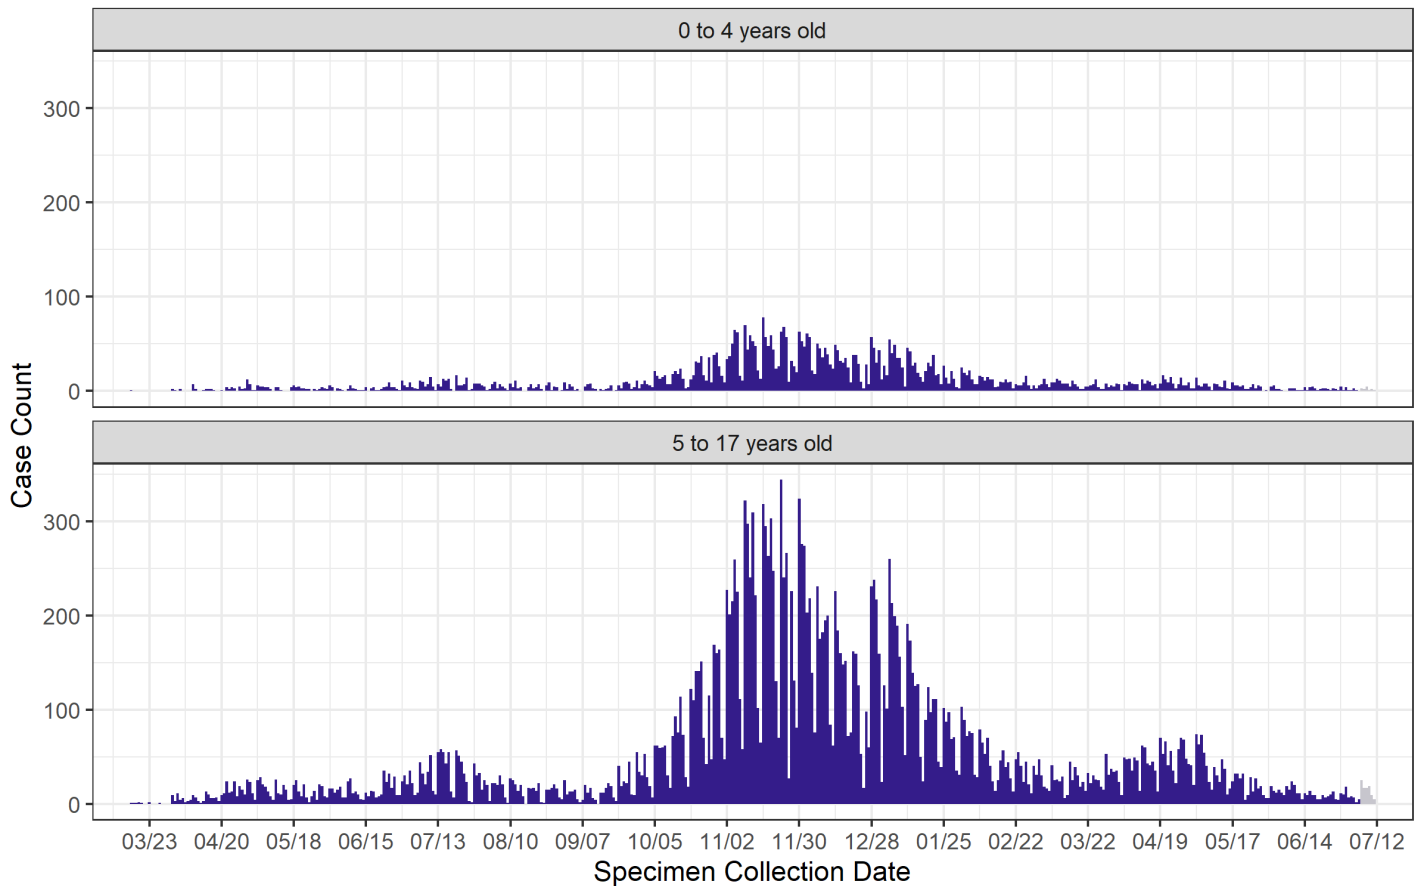 0 to 4 years old
300
200
100
0
Case Count
5 to 17 years old
300
200
100
0
03/23 04/20 05/18 06/15 07/13 08/10 09/07 10/05 11/02 11/30 12/28 01/25 02/22 03/22 04/19 05/17 06/14 07/12
Specimen Collection Date